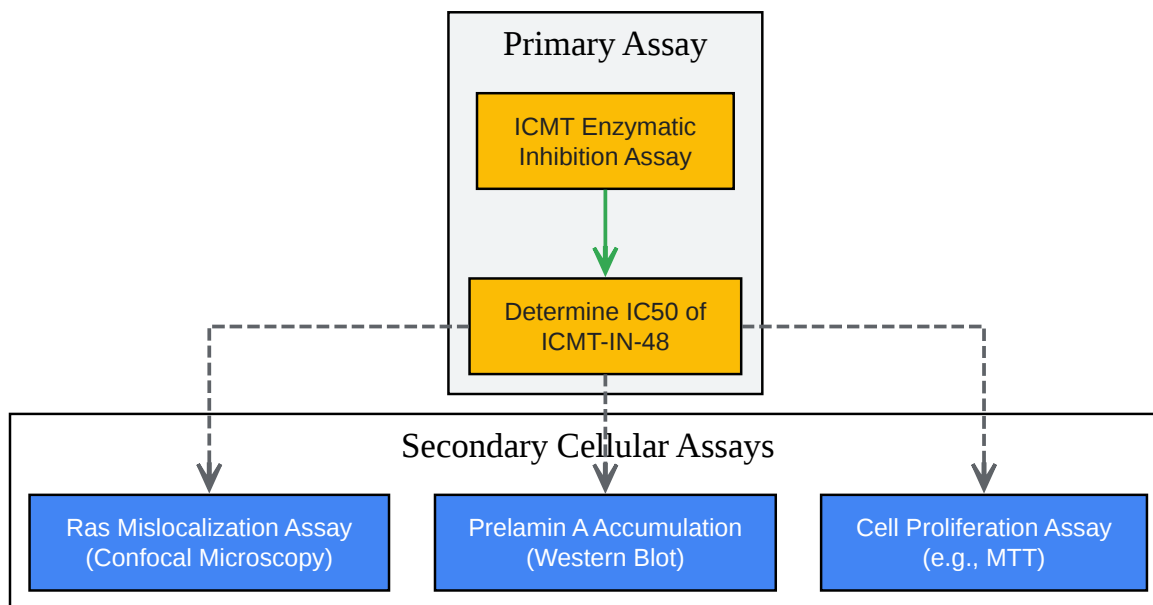 Primary Assay
ICMT Enzymatic
Inhibition Assay
Determine IC50 of
ICMT-IN-48
Secondary Cellular Assays
Ras Mislocalization Assay
(Confocal Microscopy)
Prelamin A Accumulation
(Western Blot)
Cell Proliferation Assay
(e.g., MTT)